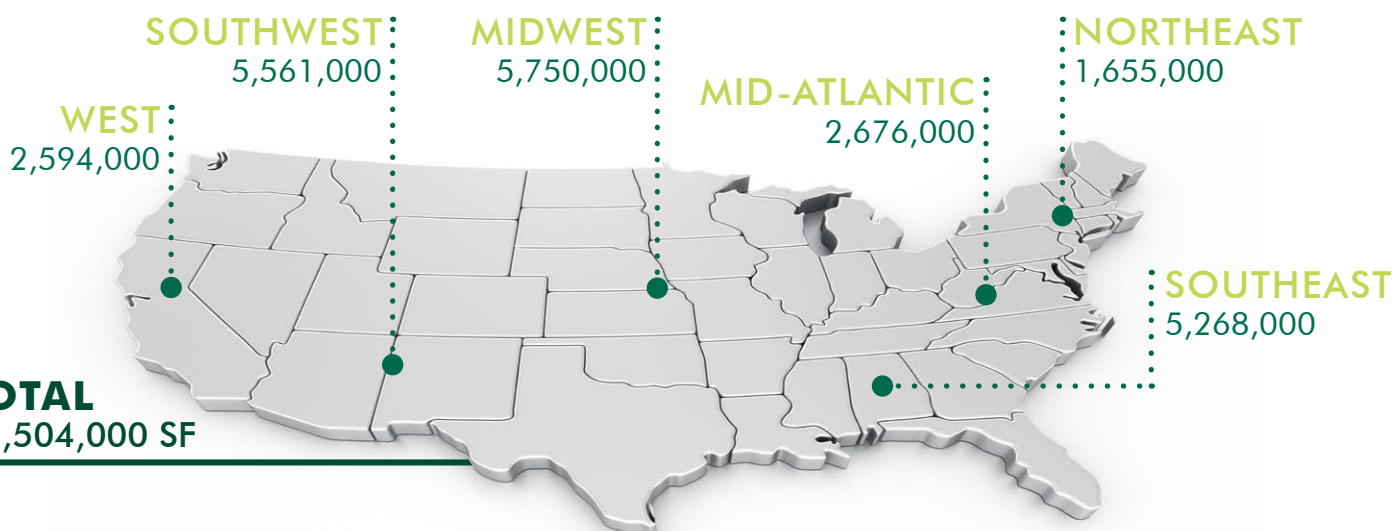 SOUTHWEST
5,561,000
MIDWEST
5,750,000
NORTHEAST
1,655,000
MID-ATLANTIC
2,676,000
WEST
2,594,000
SOUTHEAST
5,268,000
OTAL
,504,000 SF